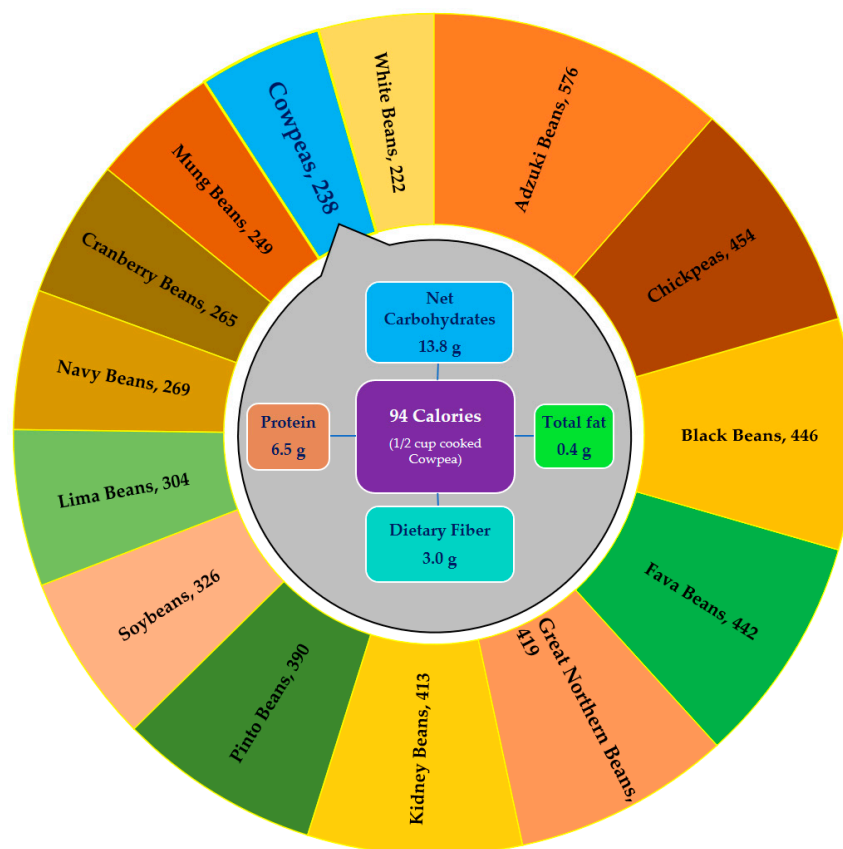 Adzuki Beans, 576
Chickpeas, 454
Black Beans, 446
Fava Beans, 442
Great Northern Beans,
419
Kidney Beans, 413
Pinto Beans, 390
Soybeans, 326
Lima Beans, 304
Navy Beans, 269
Cranberry Beans, 265
Mung Beans, 249
Cowpeas, 238
White Beans, 222
Net
Carbohydrates
13.8 g
Protein
6.5 g
94 Calories
(1/2 cup cooked
Cowpea)
Total fat
0.4 g
Dietary Fiber
3.0 g